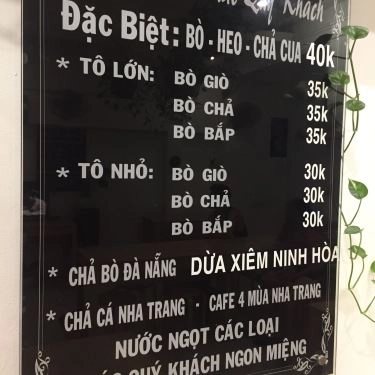 Quý Khách
Đặc Biệt: BÒ - HEO - CHẢ CUA 40k
* TÔ LỚN: BÒ GIÒ 35k
BÒ CHẢ 35k
BÒ BẮP 35k
* TÔ NHỎ: BÒ GIÒ 30k
BÒ CHẢ 30k
BÒ BẮP 30k
* CHẢ BÒ ĐÀ NẴNG DỪA XIÊM NINH HÒA
* CHẢ CÁ NHA TRANG - CAFE 4 MÙA NHA TRANG
NƯỚC NGỌT CÁC LOẠI
QUÝ KHÁCH NGON MIỆNG